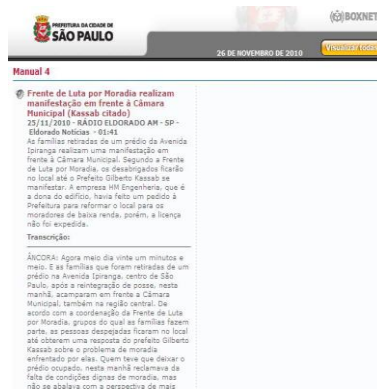 PREFEITURA DA CIDADE DE
SÃO PAULO
BOXNET
26 DE NOVEMBRO DE 2010
Visualizar todas
Manual 4
Frente de Luta por Moradia realizam
manifestação em frente à Câmara
Municipal (Kassab citado)
25/11/2010 - RÁDIO ELDORADO AM - SP -
Eldorado Notícias - 01:41
As famílias retiradas de um prédio da Avenida
Ipiranga realizam uma manifestação em
frente à Câmara Municipal. Segundo a Frente
de Luta por Moradia, os desabrigados ficarão
no local até o Prefeito Gilberto Kassab se
manifestar. A empresa HM Engenheria, que é
a dona do edifício, havia feito um pedido à
Prefeitura para reformar o local para os
moradores de baixa renda, porém, a licença
não foi expedida.
Transcrição:
ÂNCORA: Agora meio dia vinte um minutos e
meio. E as famílias que foram retiradas de um
prédio na Avenida Ipiranga, centro de São
Paulo, após a reintegração de posse, nesta
manhã, acamparam em frente a Câmara
Municipal, também na região central. De
acordo com a coordenação da Frente de Luta
por Moradia, grupos do qual as famílias fazem
parte, as pessoas despejadas ficaram no local
até obterem uma resposta do prefeito Gilberto
Kassab sobre o problema de moradia
enfrentado por elas. Quem teve que deixar o
prédio ocupado, nesta manhã reclamava da
falta de condições dignas de moradia, mas
não se abalava com a perspectiva de mais